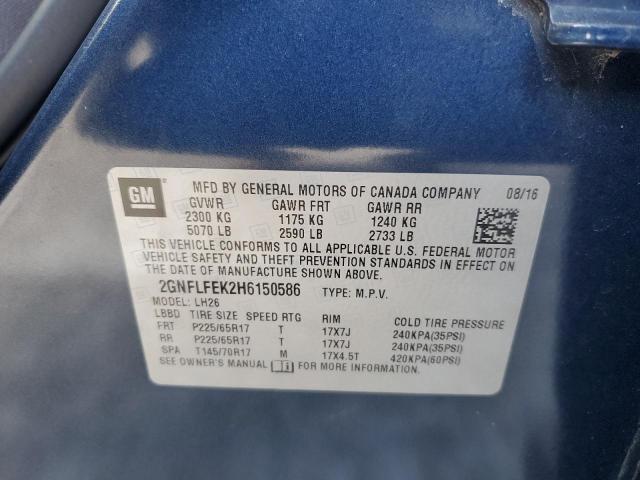 GM
MFD BY GENERAL MOTORS OF CANADA COMPANY 08/16
GVWR GAWR FRT GAWR RR
2300 KG 1175 KG 1240 KG
5070 LB 2590 LB 2733 LB
THIS VEHICLE CONFORMS TO ALL APPLICABLE U.S. FEDERAL MOTOR
VEHICLE SAFETY AND THEFT PREVENTION STANDARDS IN EFFECT ON
THE DATE OF MANUFACTURE SHOWN ABOVE.
2GNFLFEK2H6150586 TYPE: M.P.V.
MODEL: LH26
LBBD TIRE SIZE SPEED RTG RIM COLD TIRE PRESSURE
FRT P225/65R17 T 17X7J 240KPA(35PSI)
RR P225/65R17 T 17X7J 240KPA(35PSI)
SPA T145/70R17 M 17X4.5T 420KPA(60PSI)
SEE OWNER'S MANUAL FOR MORE INFORMATION.